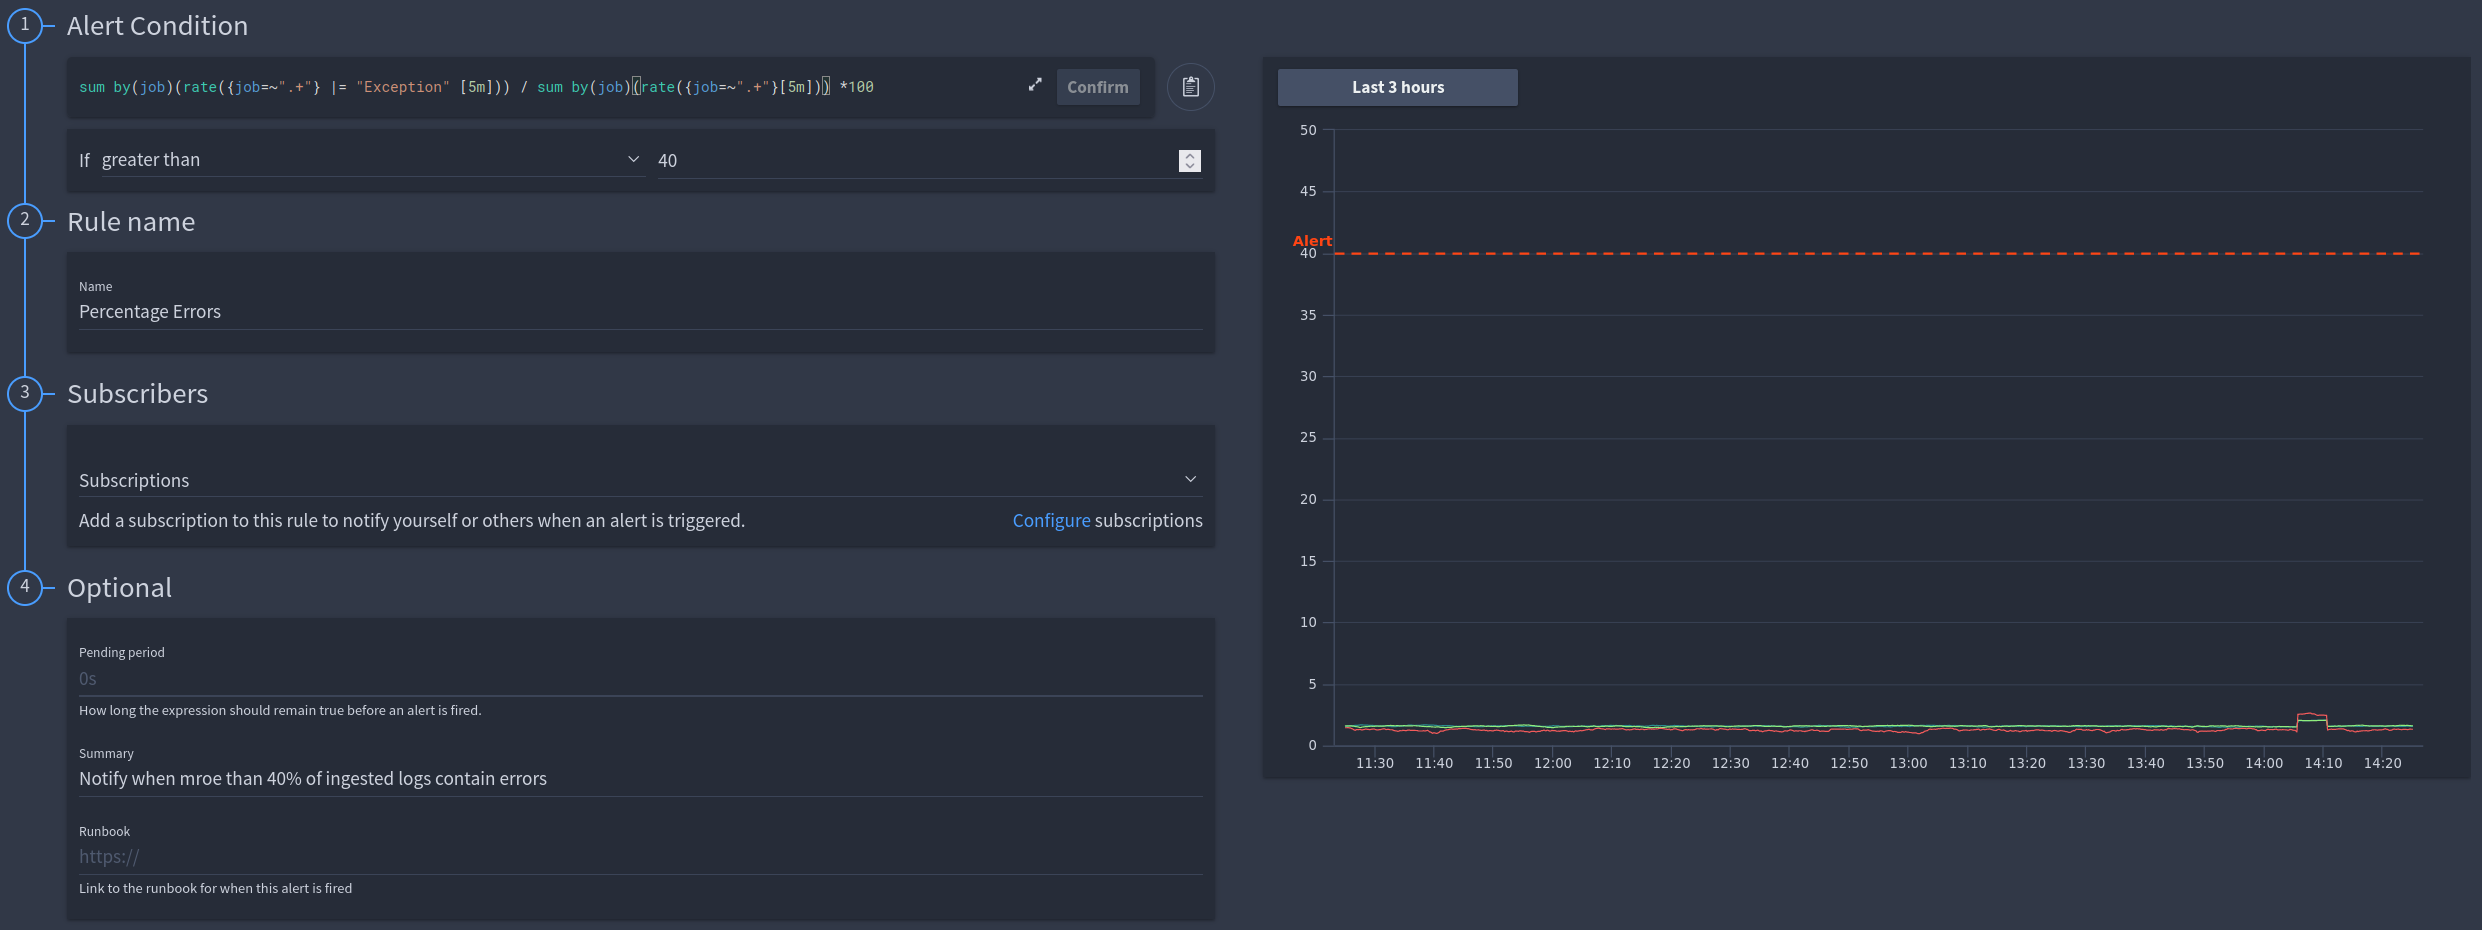 1 Alert Condition
sum by(job)(rate({job=~".+"} |= "Exception" [5m])) / sum by(job)(rate({job=~".+"}[5m])) *100
Confirm
If greater than 40
2 Rule name
Name
Percentage Errors
3 Subscribers
Subscriptions
Add a subscription to this rule to notify yourself or others when an alert is triggered. Configure subscriptions
4 Optional
Pending period
0s
How long the expression should remain true before an alert is fired.
Summary
Notify when mroe than 40% of ingested logs contain errors
Runbook
https://
Link to the runbook for when this alert is fired
Last 3 hours
50
45
Alert
40
35
30
25
20
15
10
5
0
11:30 11:40 11:50 12:00 12:10 12:20 12:30 12:40 12:50 13:00 13:10 13:20 13:30 13:40 13:50 14:00 14:10 14:20